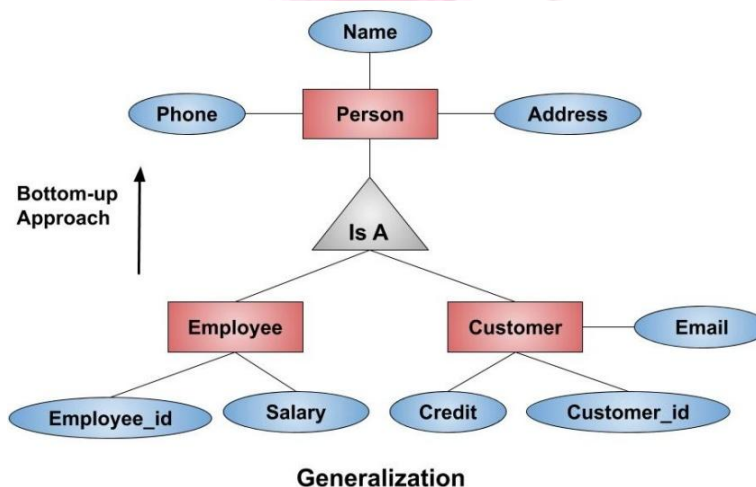 Name
Phone
Person
Address
Bottom-up
Approach
Is A
Employee
Customer
Email
Employee_id
Salary
Credit
Customer_id
Generalization